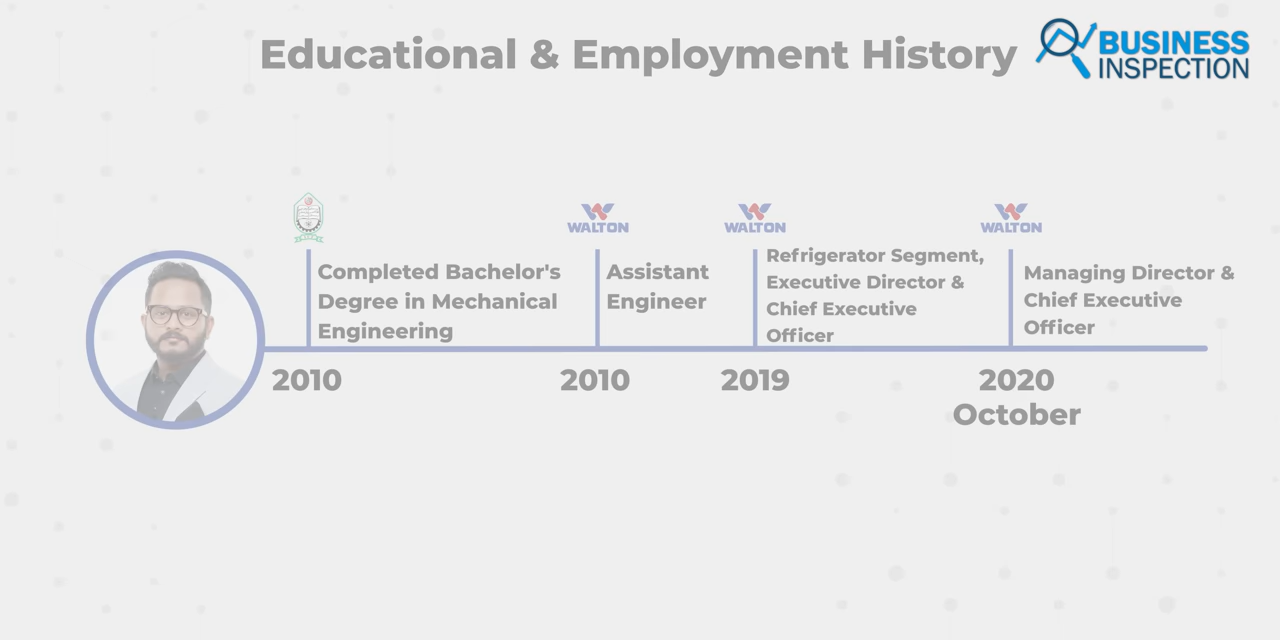 Educational & Employment History
BUSINESS
INSPECTION
WALTON
WALTON
WALTON
Completed Bachelor's
Degree in Mechanical
Engineering
Assistant
Engineer
Refrigerator Segment,
Executive Director &
Chief Executive
Officer
Managing Director &
Chief Executive
Officer
2010
2010
2019
2020
October